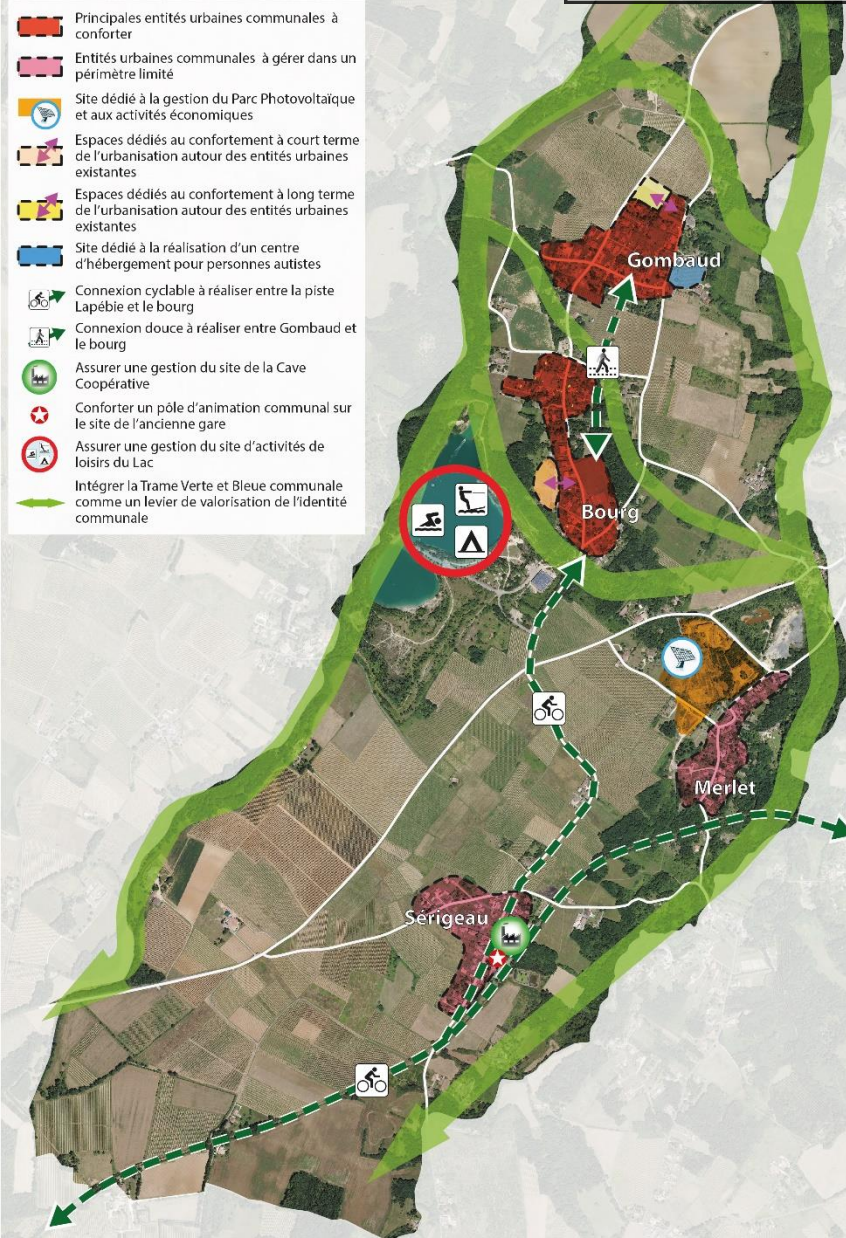 Principales entités urbaines communales à
conforter
Entités urbaines communales à gérer dans un
périmètre limité
Site dédié à la gestion du Parc Photovoltaïque
et aux activités économiques
Espaces dédiés au confortement à court terme
de l'urbanisation autour des entités urbaines
existantes
Espaces dédiés au confortement à long terme
de l'urbanisation autour des entités urbaines
existantes
Site dédié à la réalisation d'un centre
d'hébergement pour personnes autistes
Connexion cyclable à réaliser entre la piste
Lapébie et le bourg
Connexion douce à réaliser entre Gombaud et
le bourg
Assurer une gestion du site de la Cave
Coopérative
Conforter un pôle d'animation communal sur
le site de l'ancienne gare
Assurer une gestion du site d'activités de
loisirs du Lac
Intégrer la Trame Verte et Bleue communale
comme un levier de valorisation de l'identité
communale
Gombaud
Bourg
Merlet
Sérigeau